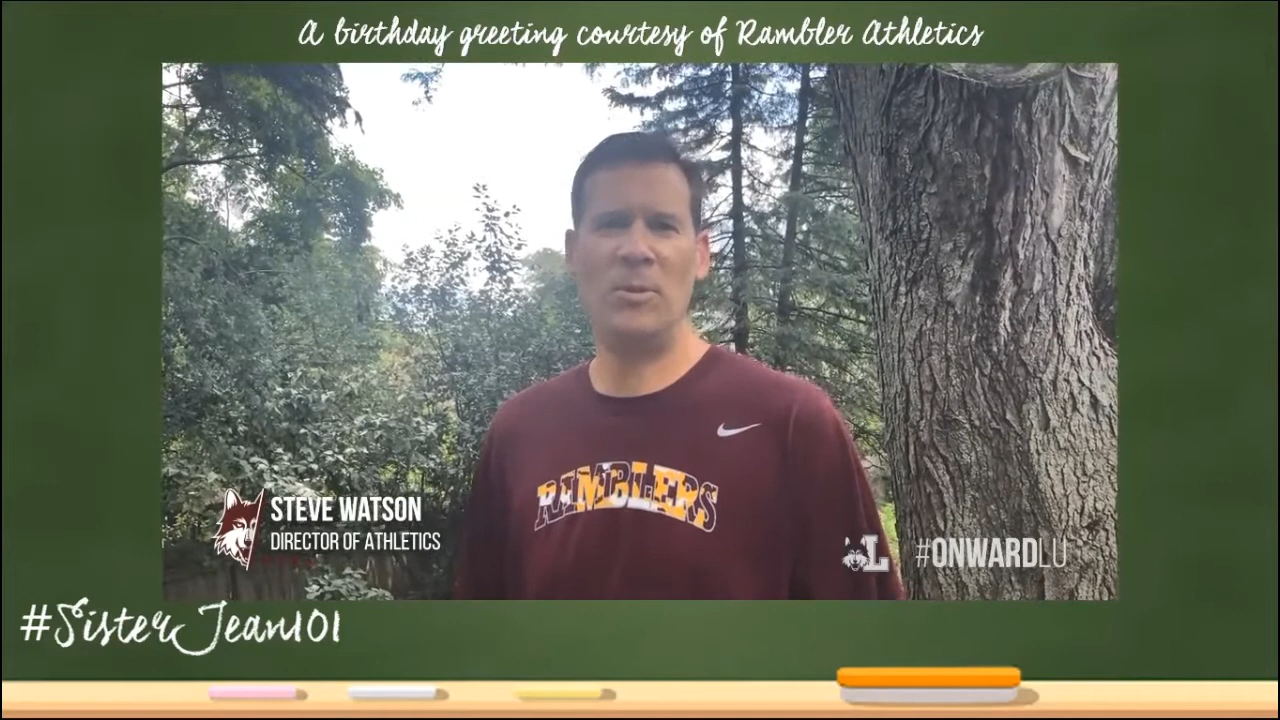 A birthday greeting courtesy of Rambler Athletics
RAMBLERS
STEVE WATSON
DIRECTOR OF ATHLETICS
L #ONWARDLU
#SisterJean101